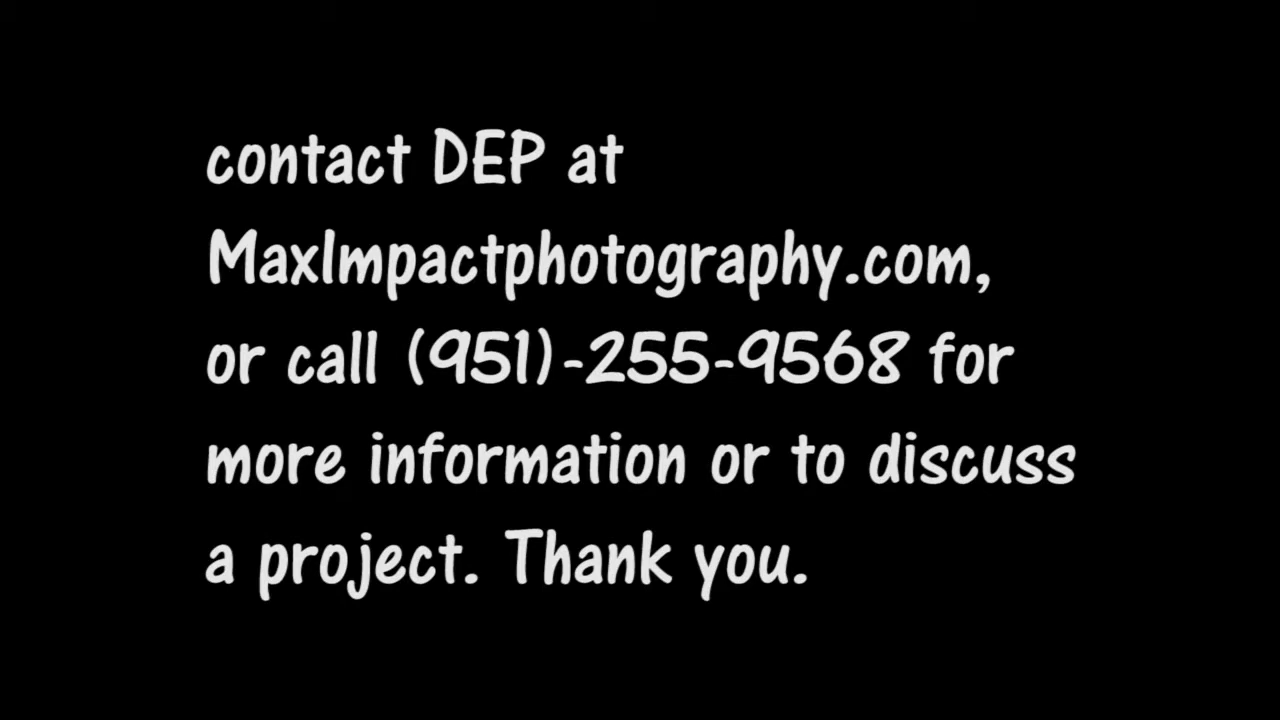 contact DEP at
MaxImpactphotography.com,
or call (951)-255-9568 for
more information or to discuss
a project. Thank you.